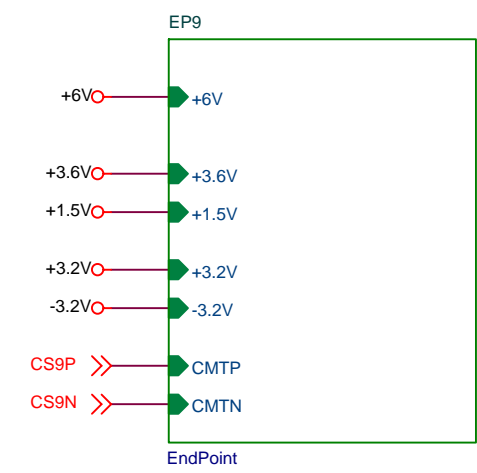 EP9
+6V +6V
+3.6V +3.6V
+1.5V +1.5V
+3.2V +3.2V
-3.2V -3.2V
CS9P CMTP
CS9N CMTN
EndPoint